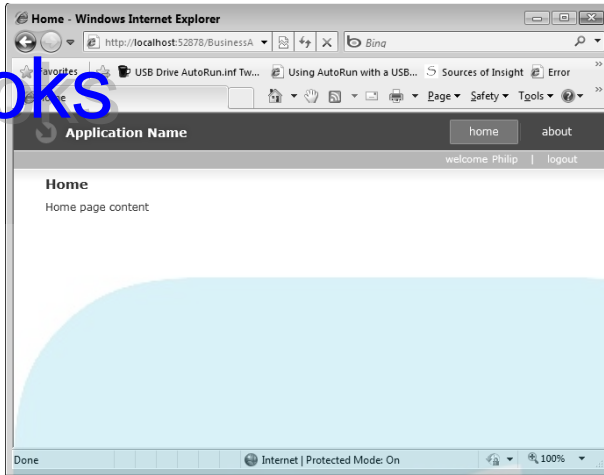 Home - Windows Internet Explorer
http://localhost:52878/BusinessA
Bing
Favorites USB Drive AutoRun.inf Tw... Using AutoRun with a USB... Sources of Insight Error »
oks
Page Safety Tools »
Application Name home about
welcome Philip | logout
Home
Home page content
Done Internet | Protected Mode: On 100%